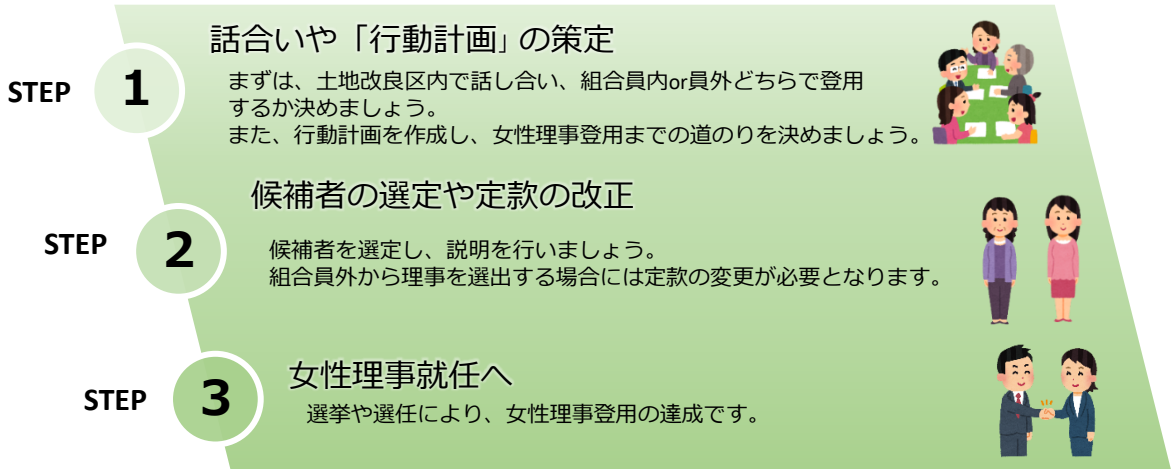 話合いや「行動計画」の策定
STEP 1
まずは、土地改良区内で話し合い、組合員内or員外どちらで登用
するか決めましょう。
また、行動計画を作成し、女性理事登用までの道のりを決めましょう。
候補者の選定や定款の改正
STEP 2
候補者を選定し、説明を行いましょう。
組合員外から理事を選出する場合には定款の変更が必要となります。
女性理事就任へ
STEP 3
選挙や選任により、女性理事登用の達成です。